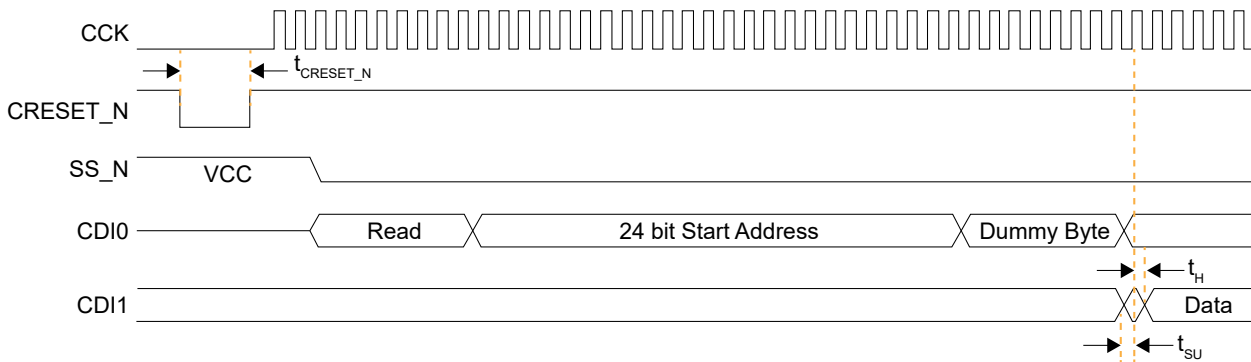 CCK
tCRESET_N
CRESET_N
SS_N VCC
CDI0 Read 24 bit Start Address Dummy Byte
tH
CDI1 Data
tSU